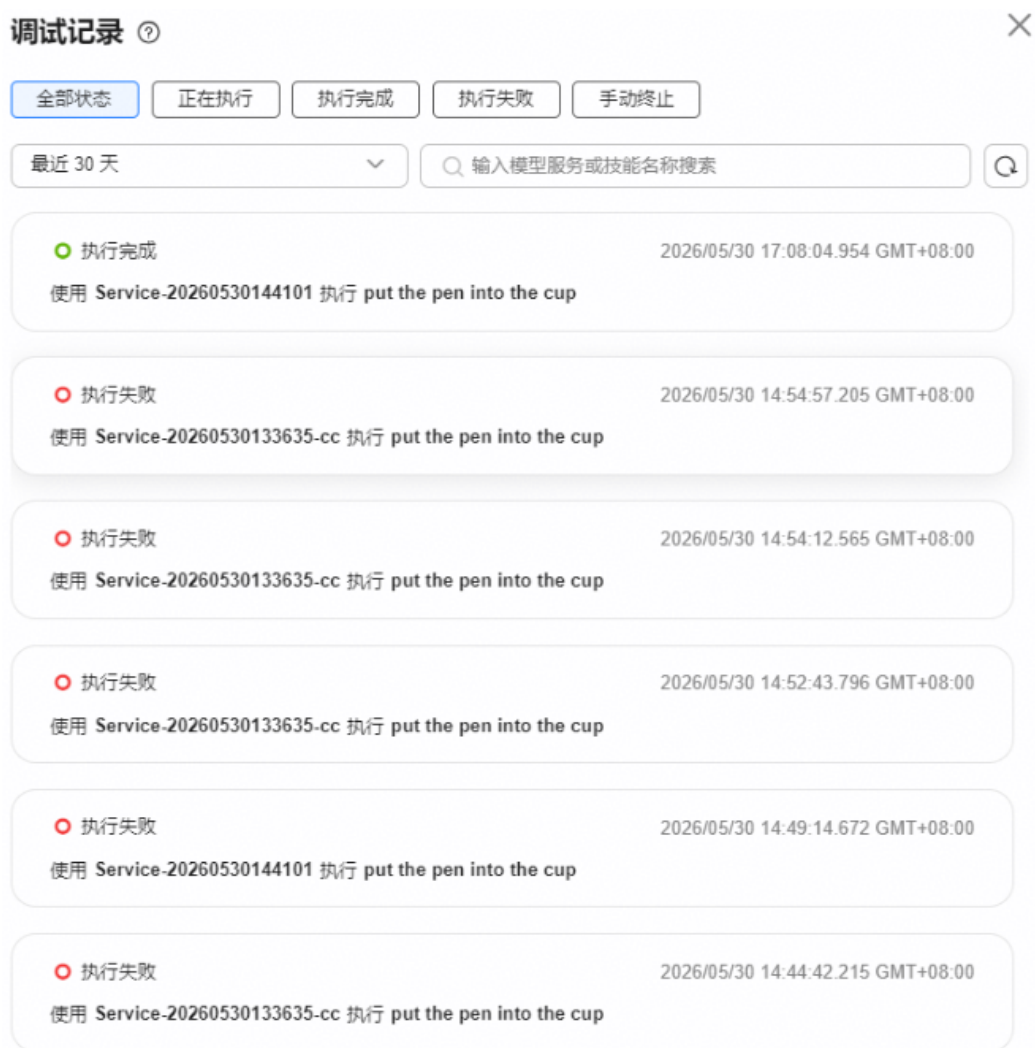 调试记录
全部状态 正在执行 执行完成 执行失败 手动终止
最近 30 天 输入模型服务或技能名称搜索
执行完成 2026/05/30 17:08:04.954 GMT+08:00
使用 Service-20260530144101 执行 put the pen into the cup
执行失败 2026/05/30 14:54:57.205 GMT+08:00
使用 Service-20260530133635-cc 执行 put the pen into the cup
执行失败 2026/05/30 14:54:12.565 GMT+08:00
使用 Service-20260530133635-cc 执行 put the pen into the cup
执行失败 2026/05/30 14:52:43.796 GMT+08:00
使用 Service-20260530133635-cc 执行 put the pen into the cup
执行失败 2026/05/30 14:49:14.672 GMT+08:00
使用 Service-20260530144101 执行 put the pen into the cup
执行失败 2026/05/30 14:44:42.215 GMT+08:00
使用 Service-20260530133635-cc 执行 put the pen into the cup